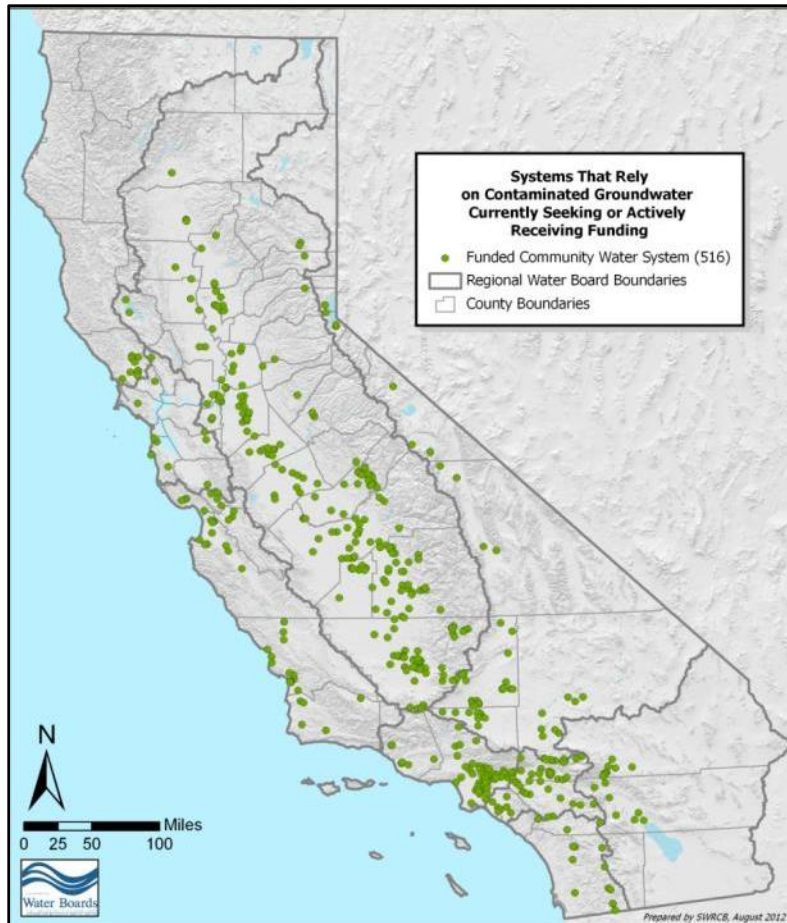 Systems That Rely
on Contaminated Groundwater
Currently Seeking or Actively
Receiving Funding
Funded Community Water System (516)
Regional Water Board Boundaries
County Boundaries
N
Miles
0 25 50 100
Water Boards
Prepared by SWRCB, August 2012